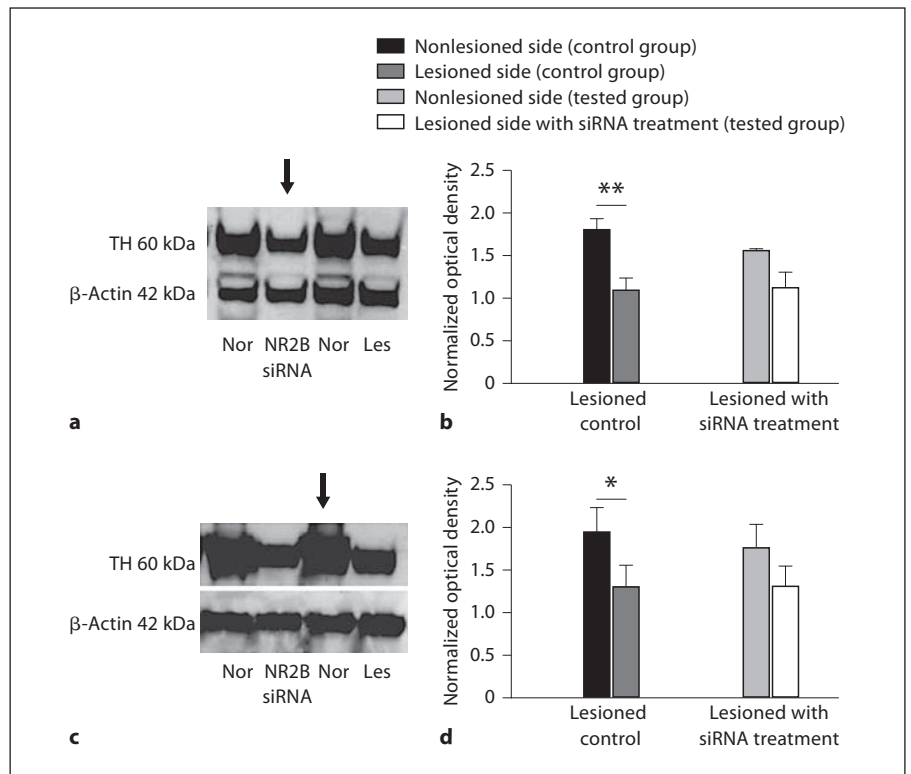 Nonlesioned side (control group)
Lesioned side (control group)
Nonlesioned side (tested group)
Lesioned side with siRNA treatment (tested group)
TH 60 kDa
β-Actin 42 kDa
Nor NR2B Nor Les
siRNA
a
Normalized optical density
2.5
2.0
1.5
1.0
0.5
0
**
Lesioned control
Lesioned with
siRNA treatment
b
TH 60 kDa
β-Actin 42 kDa
Nor NR2B Nor Les
siRNA
c
Normalized optical density
2.5
2.0
1.5
1.0
0.5
0
*
Lesioned
control
Lesioned with
siRNA treatment
d